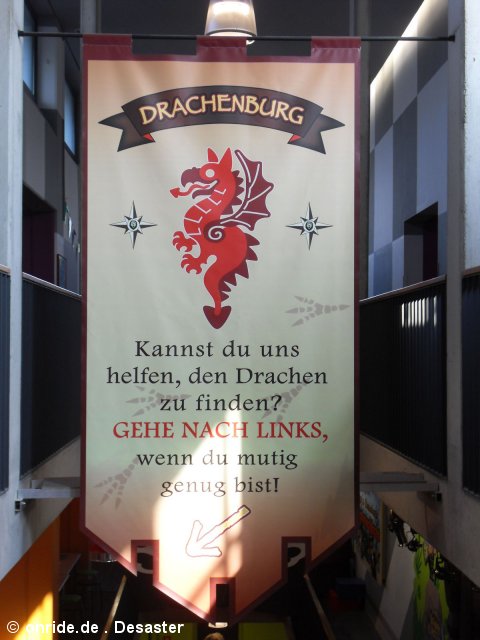 DRACHENBURG
Kannst du uns
helfen, den Drachen
zu finden?
GEHE NACH LINKS,
wenn du mutig
genug bist!
© onride.de . Desaster